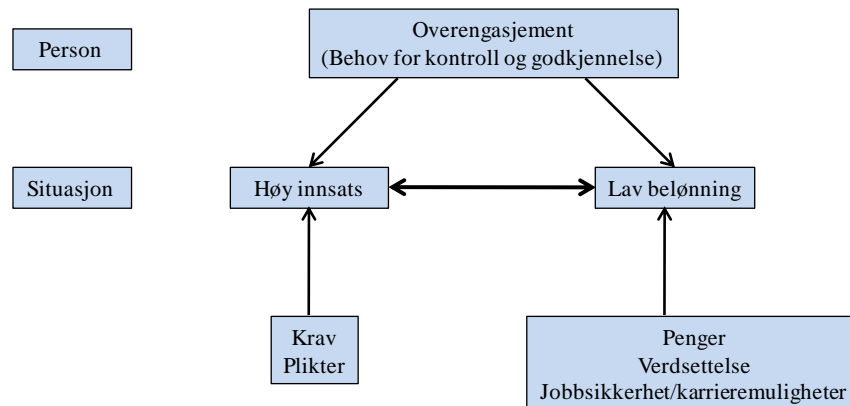 Person
Overengasjement
(Behov for kontroll og godkjennelse)
Situasjon
Høy innsats
Lav belønning
Krav
Plikter
Penger
Verdsettelse
Jobbsikkerhet/karrieremuligheter